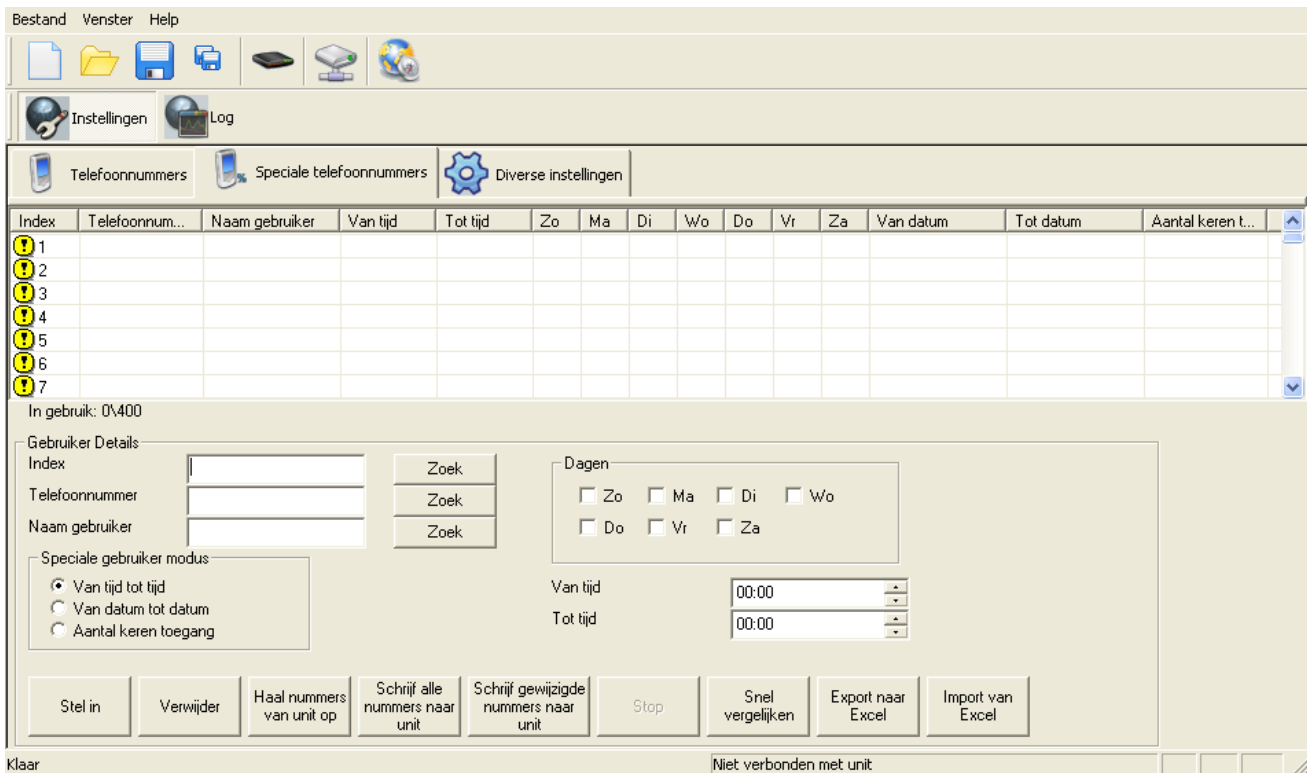 Bestand Venster Help
Instellingen Log
Telefoonnummers Speciale telefoonnummers Diverse instellingen
Index Telefoonnum... Naam gebruiker Van tijd Tot tijd Zo Ma Di Wo Do Vr Za Van datum Tot datum Aantal keren t...
1
2
3
4
5
6
7
In gebruik: 0\400
Gebruiker Details
Index Zoek
Telefoonnummer Zoek
Naam gebruiker Zoek
Dagen
Zo Ma Di Wo
Do Vr Za
Speciale gebruiker modus
Van tijd tot tijd
Van datum tot datum
Aantal keren toegang
Van tijd 00:00
Tot tijd 00:00
Stel in
Verwijder
Haal nummers
van unit op
Schrijf alle
nummers naar
unit
Schrijf gewijzigde
nummers naar
unit
Stop
Snel
vergelijken
Export naar
Excel
Import van
Excel
Klaar Niet verbonden met unit